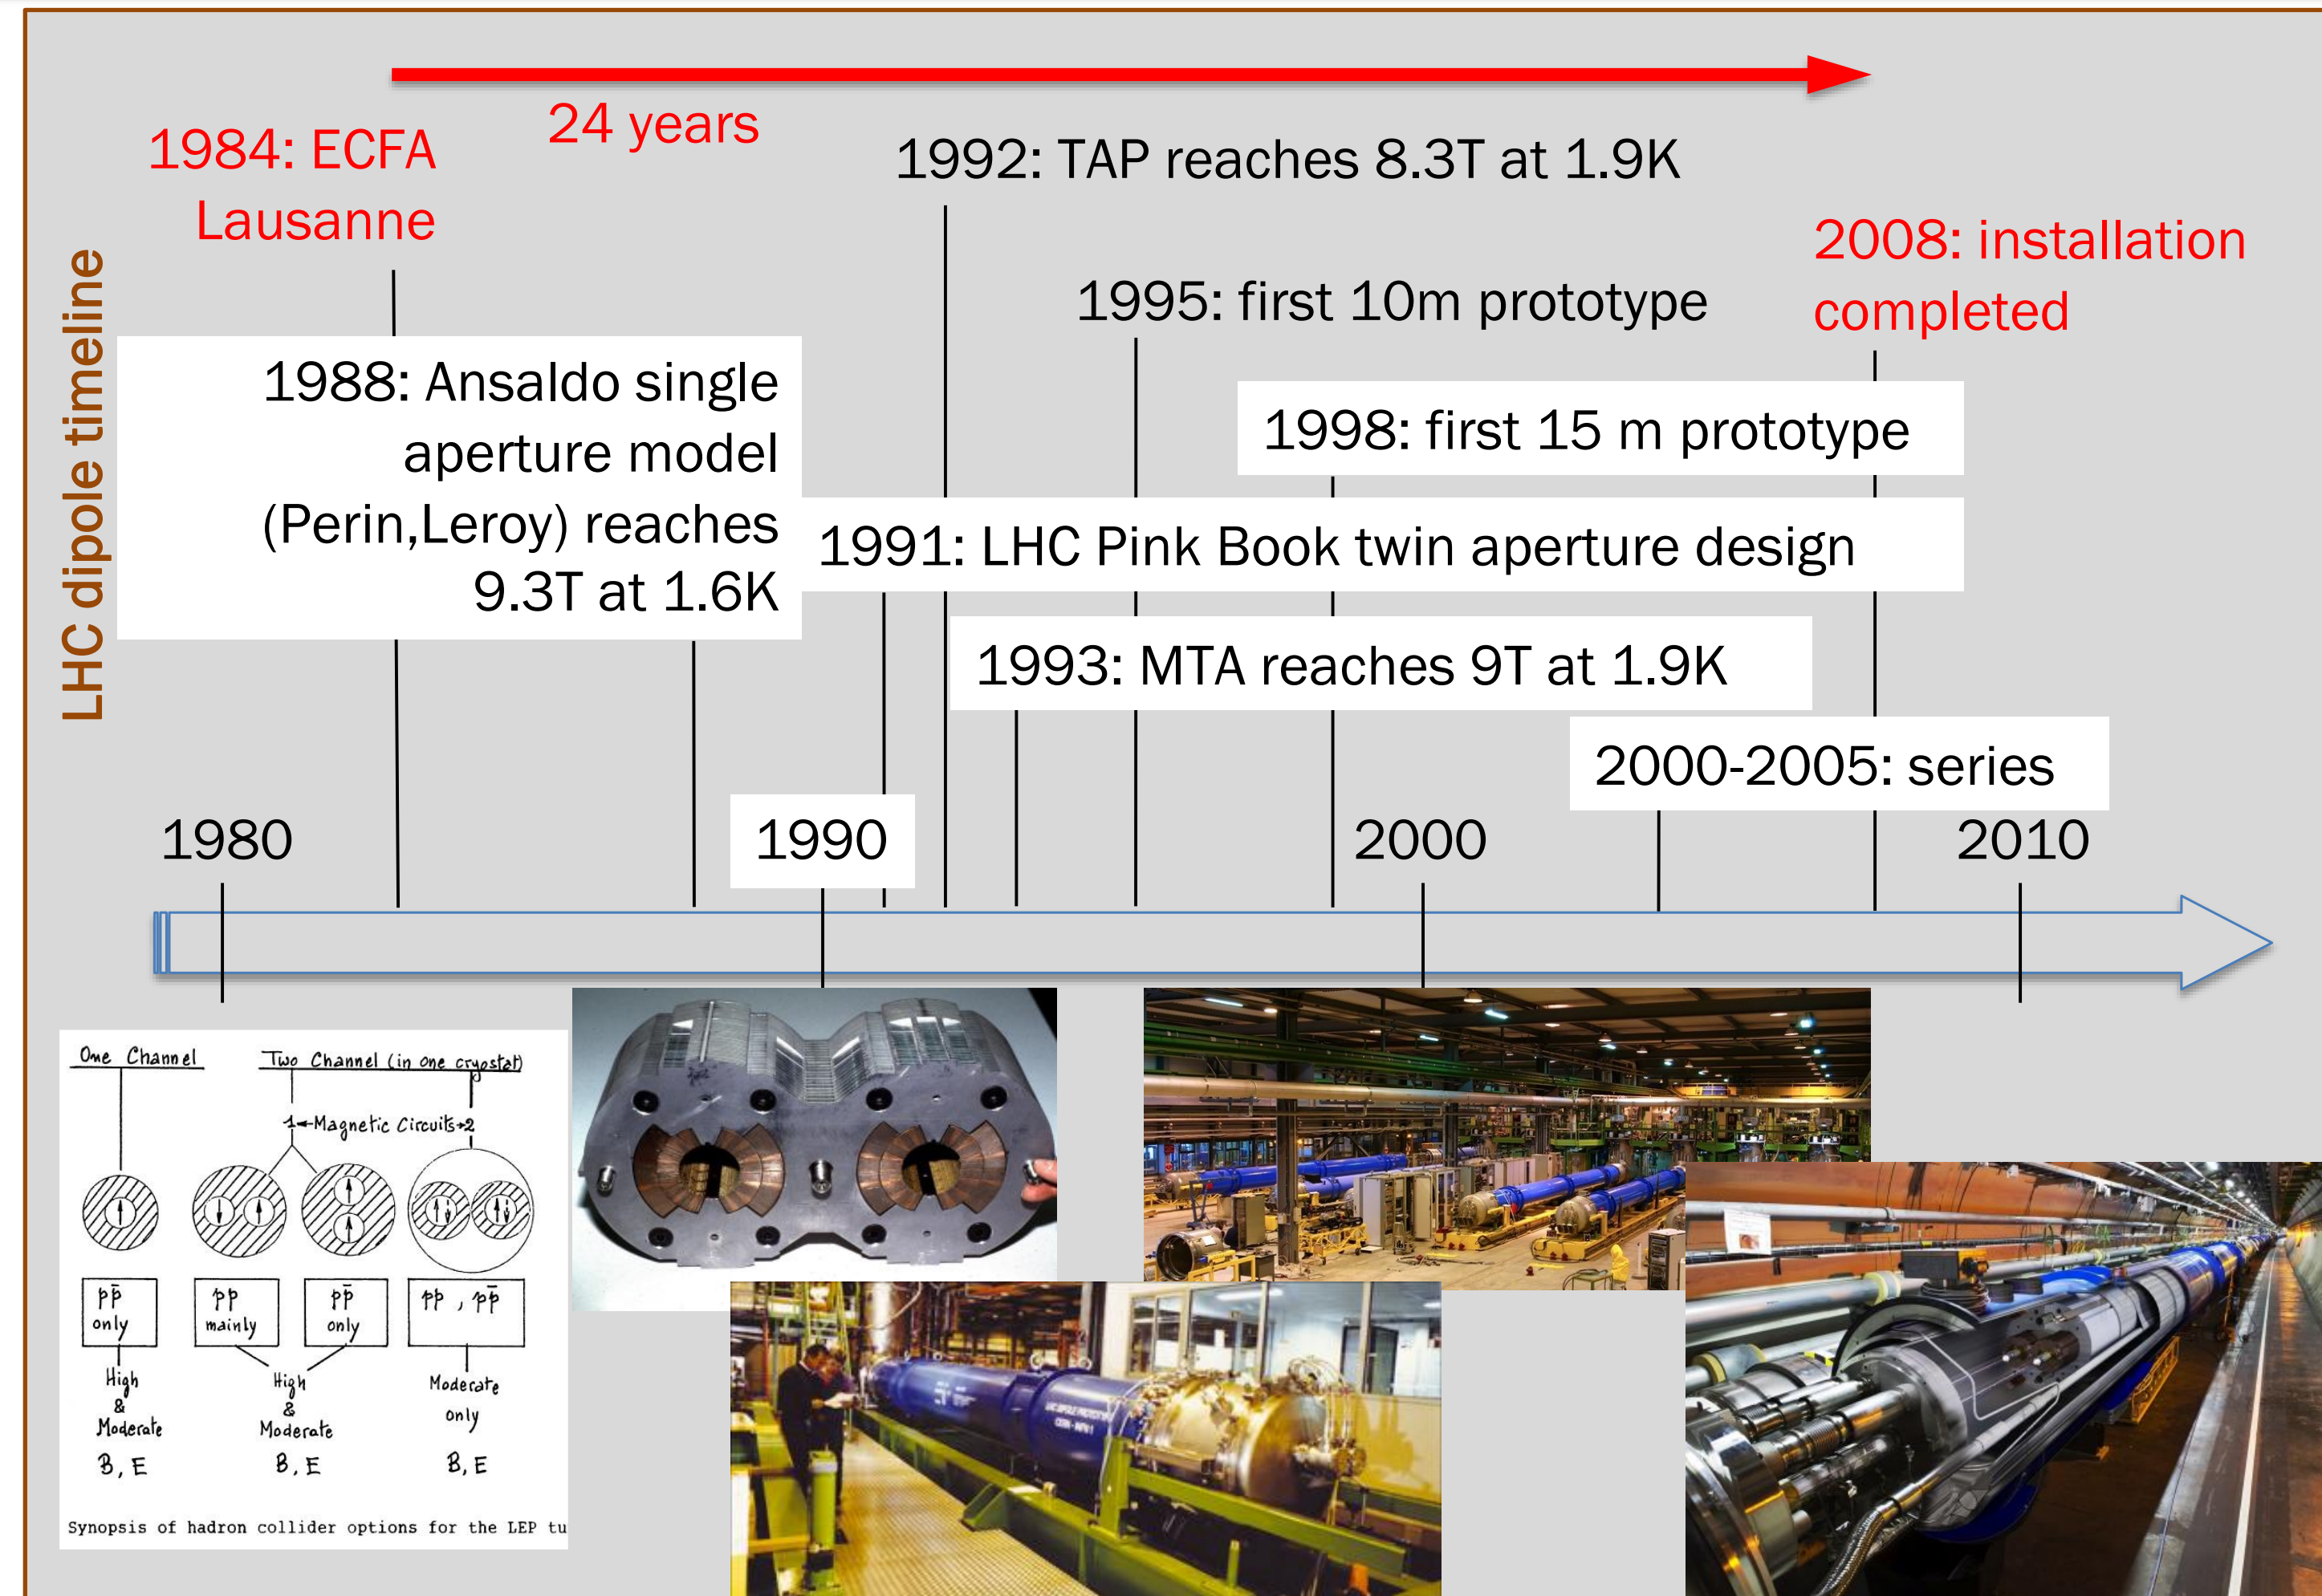 LHC dipole timeline
24 years
1984: ECFA
Lausanne
1992: TAP reaches 8.3T at 1.9K
2008: installation
completed
1995: first 10m prototype
1988: Ansaldo single
aperture model
(Perin,Leroy) reaches
9.3T at 1.6K
1998: first 15 m prototype
1991: LHC Pink Book twin aperture design
1993: MTA reaches 9T at 1.9K
2000-2005: series
1980
1990
2000
2010
One Channel
Two Channel (in one cryostat)
1←Magnetic Circuits→2
pp̄
only
pp
mainly
pp̄
only
pp , pp̄
High
&
Moderate
B, E
High
&
Moderate
B, E
Moderate
only
B, E
Synopsis of hadron collider options for the LEP tu
LHC DIPOLE PROTOTYPE